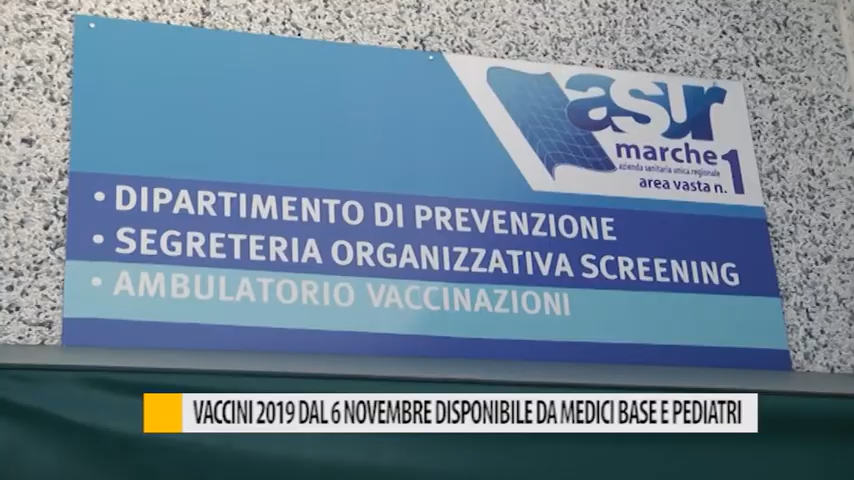 asur
marche 1
azienda sanitaria unica regionale
area vasta n.
• DIPARTIMENTO DI PREVENZIONE
• SEGRETERIA ORGANIZZATIVA SCREENING
• AMBULATORIO VACCINAZIONI
VACCINI 2019 DAL 6 NOVEMBRE DISPONIBILE DA MEDICI BASE E PEDIATRI